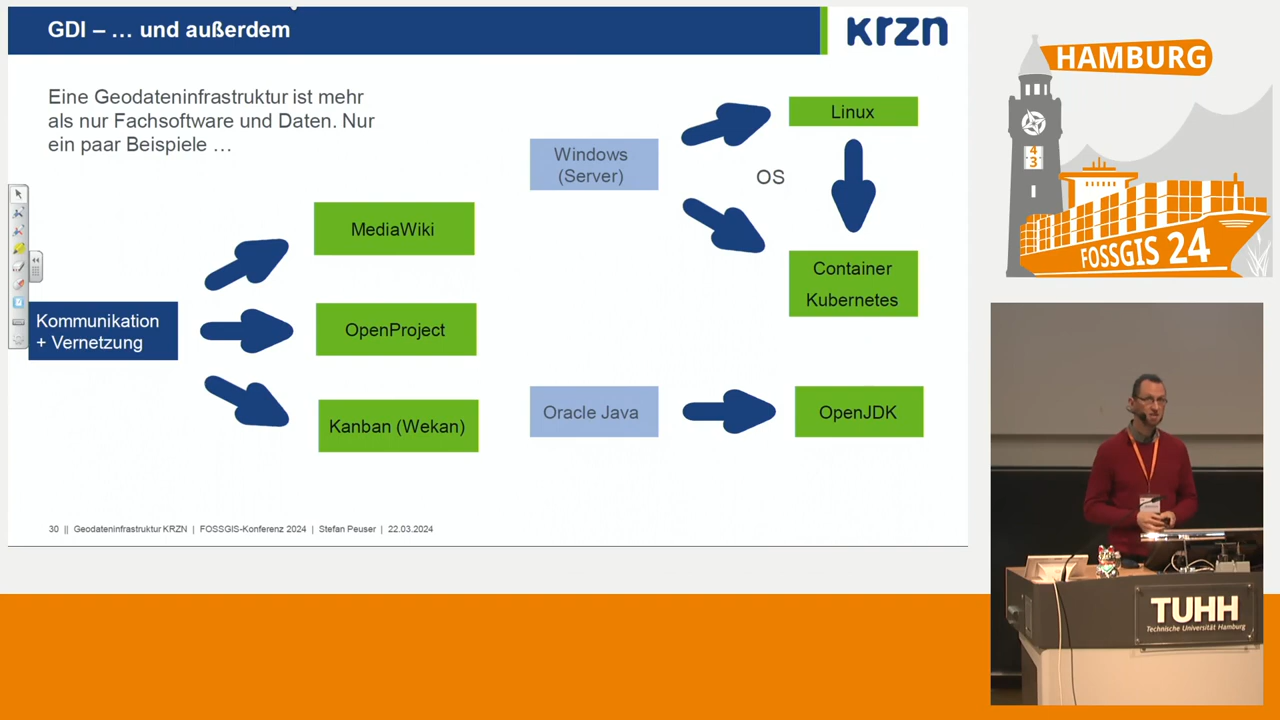 GDI – … und außerdem
krzn
Eine Geodateninfrastruktur ist mehr
als nur Fachsoftware und Daten. Nur
ein paar Beispiele …
Kommunikation
+ Vernetzung
MediaWiki
OpenProject
Kanban (Wekan)
Windows
(Server)
OS
Linux
Container
Kubernetes
Oracle Java
OpenJDK
30 || Geodateninfrastruktur KRZN | FOSSGIS-Konferenz 2024 | Stefan Peuser | 22.03.2024
HAMBURG
4
3
FOSSGIS 24
TUHH
Technische Universität Hamburg